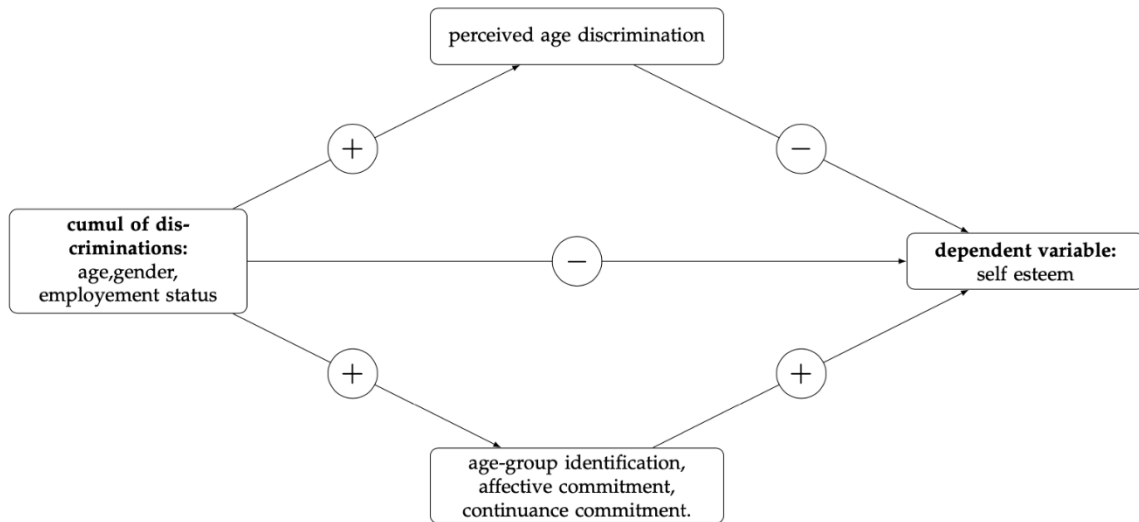 perceived age discrimination
+
−
cumul of dis-
criminations:
age,gender,
employement status
−
dependent variable:
self esteem
+
+
age-group identification,
affective commitment,
continuance commitment.